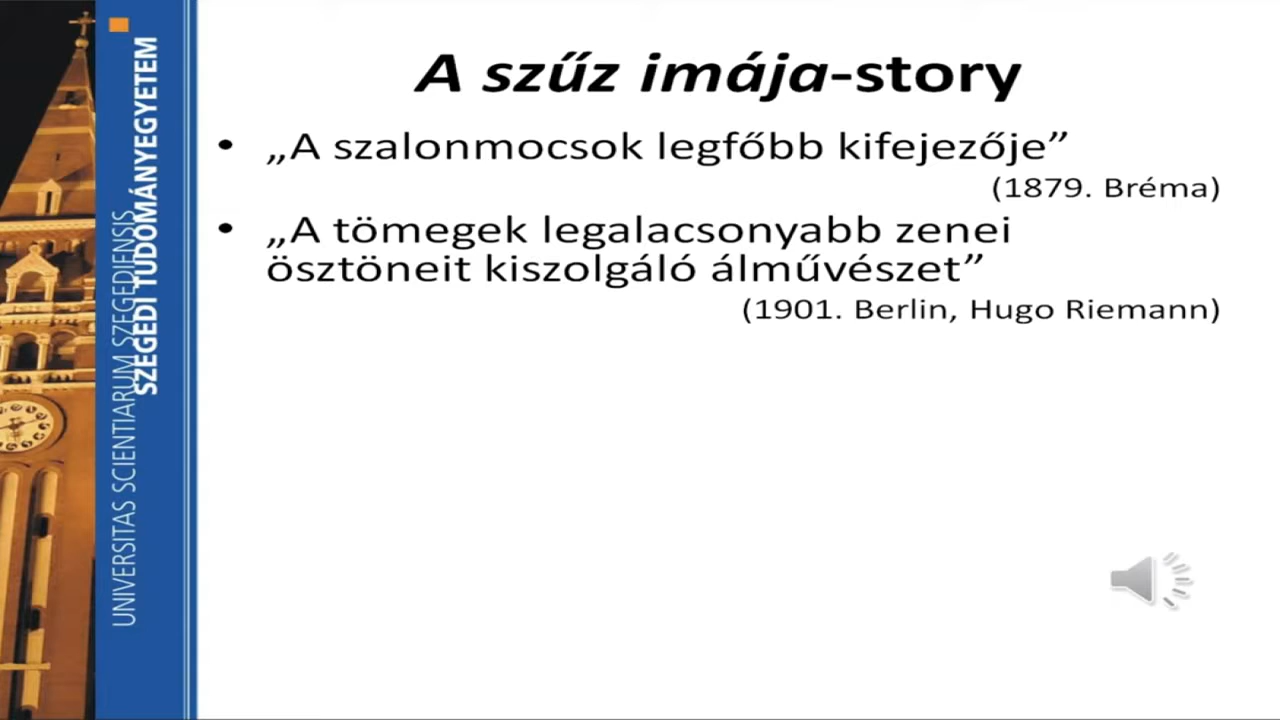 A szűz imája-story
• „A szalonmocsok legfőbb kifejezője”
(1879. Bréma)
• „A tömegek legalacsonyabb zenei
ösztöneit kiszolgáló álművészet”
(1901. Berlin, Hugo Riemann)
UNIVERSITAS SCIENTIARUM SZEGEDIENSIS
SZEGEDI TUDOMÁNYEGYETEM